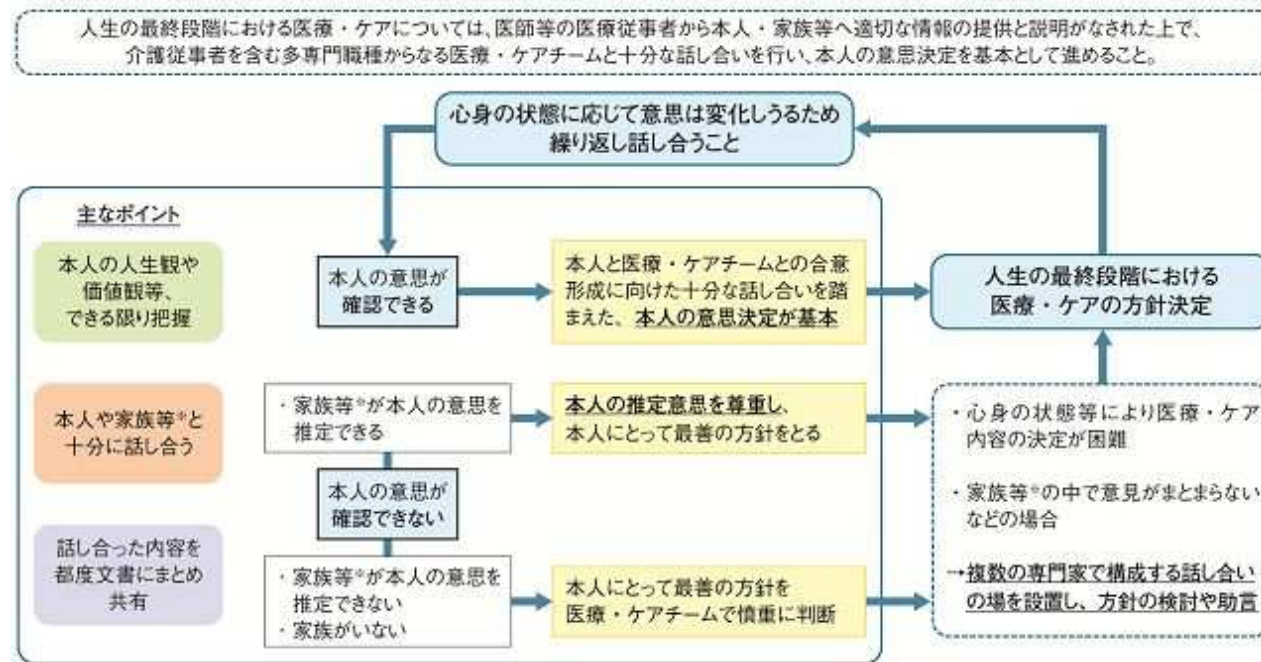 人生の最終段階における医療・ケアについては、医師等の医療従事者から本人・家族等へ適切な情報の提供と説明がなされた上で、
介護従事者を含む多専門職種からなる医療・ケアチームと十分な話し合いを行い、本人の意思決定を基本として進めること。
心身の状態に応じて意思は変化しうるため
繰り返し話し合うこと
主なポイント
本人の人生観や
価値観等、
できる限り把握
本人の意思が
確認できる
本人と医療・ケアチームとの合意
形成に向けた十分な話し合いを踏
まえた、本人の意思決定が基本
人生の最終段階における
医療・ケアの方針決定
本人や家族等※と
十分に話し合う
・家族等※が本人の意思を
推定できる
本人の推定意思を尊重し、
本人にとって最善の方針をとる
本人の意思が
確認できない
話し合った内容を
都度文書にまとめ
共有
・家族等※が本人の意思を
推定できない
・家族がいない
本人にとって最善の方針を
医療・ケアチームで慎重に判断
・心身の状態等により医療・ケア
内容の決定が困難
・家族等※の中で意見がまとまらない
などの場合
→複数の専門家で構成する話し合い
の場を設置し、方針の検討や助言